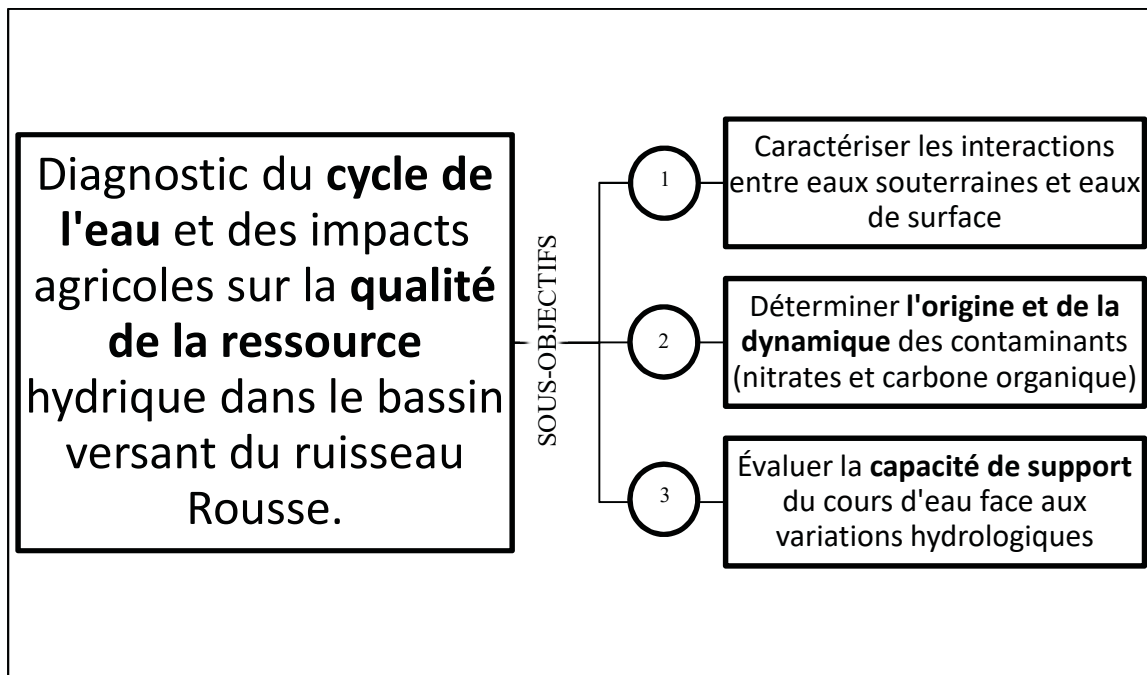 Diagnostic du cycle de
l'eau et des impacts
agricoles sur la qualité
de la ressource
hydrique dans le bassin
versant du ruisseau
Rousse.
SOUS-OBJECTIFS
1
Caractériser les interactions
entre eaux souterraines et eaux
de surface
2
Déterminer l'origine et de la
dynamique des contaminants
(nitrates et carbone organique)
3
Évaluer la capacité de support
du cours d'eau face aux
variations hydrologiques